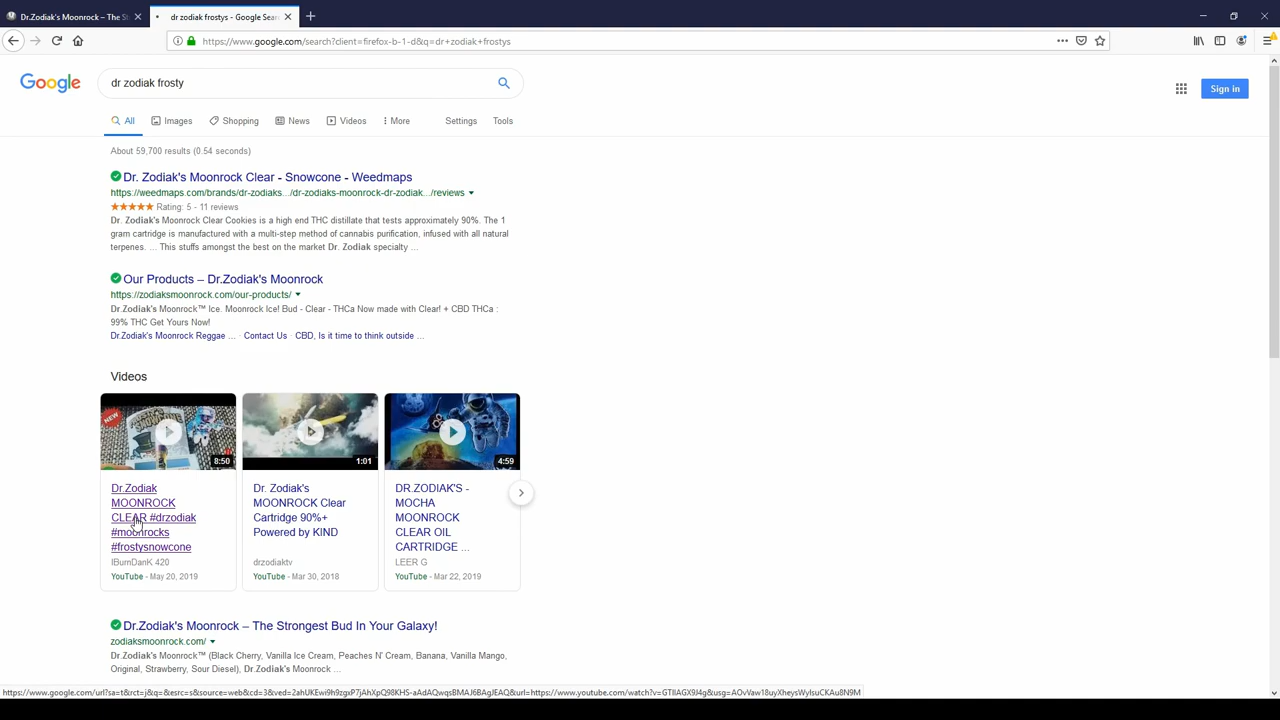 Dr.Zodiak's Moonrock – The St
dr zodiak frostys - Google Sear
https://www.google.com/search?client=firefox-b-1-d&q=dr+zodiak+frostys
Google
dr zodiak frosty
Sign in
All Images Shopping News Videos More Settings Tools
About 59,700 results (0.54 seconds)
Dr. Zodiak's Moonrock Clear - Snowcone - Weedmaps
https://weedmaps.com/brands/dr-zodiaks.../dr-zodiaks-moonrock-dr-zodiak.../reviews
Rating: 5 - 11 reviews
Dr. Zodiak's Moonrock Clear Cookies is a high end THC distillate that tests approximately 90%. The 1
gram cartridge is manufactured with a multi-step method of cannabis purification, infused with all natural
terpenes. ... This stuffs amongst the best on the market Dr. Zodiak specialty ...
Our Products – Dr.Zodiak's Moonrock
https://zodiaksmoonrock.com/our-products/
Dr.Zodiak's Moonrock™ Ice. Moonrock Ice! Bud - Clear - THCa Now made with Clear! + CBD THCa :
99% THC Get Yours Now!
Dr.Zodiak's Moonrock Reggae ... · Contact Us · CBD, Is it time to think outside ...
Videos
NEW
8:50
1:01
4:59
Dr.Zodiak
MOONROCK
CLEAR #drzodiak
#moonrocks
#frostysnowcone
IBurnDanK 420
YouTube - May 20, 2019
Dr. Zodiak's
MOONROCK Clear
Cartridge 90%+
Powered by KIND
drzodiaktv
YouTube - Mar 30, 2018
DR.ZODIAK'S -
MOCHA
MOONROCK
CLEAR OIL
CARTRIDGE ...
LEER G
YouTube - Mar 22, 2019
Dr.Zodiak's Moonrock – The Strongest Bud In Your Galaxy!
zodiaksmoonrock.com/
Dr.Zodiak's Moonrock™ (Black Cherry, Vanilla Ice Cream, Peaches N' Cream, Banana, Vanilla Mango,
Original, Strawberry, Sour Diesel), Dr.Zodiak's Moonrock ...